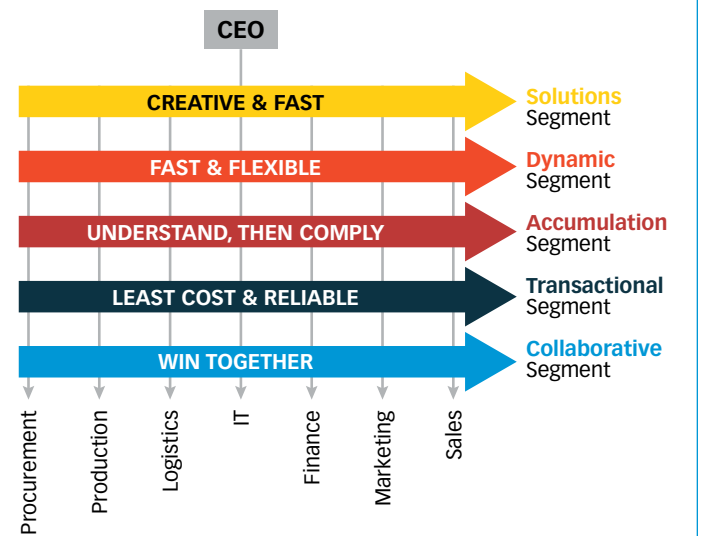 CEO
CREATIVE & FAST
Solutions
Segment
FAST & FLEXIBLE
Dynamic
Segment
UNDERSTAND, THEN COMPLY
Accumulation
Segment
LEAST COST & RELIABLE
Transactional
Segment
WIN TOGETHER
Collaborative
Segment
Procurement
Production
Logistics
IT
Finance
Marketing
Sales